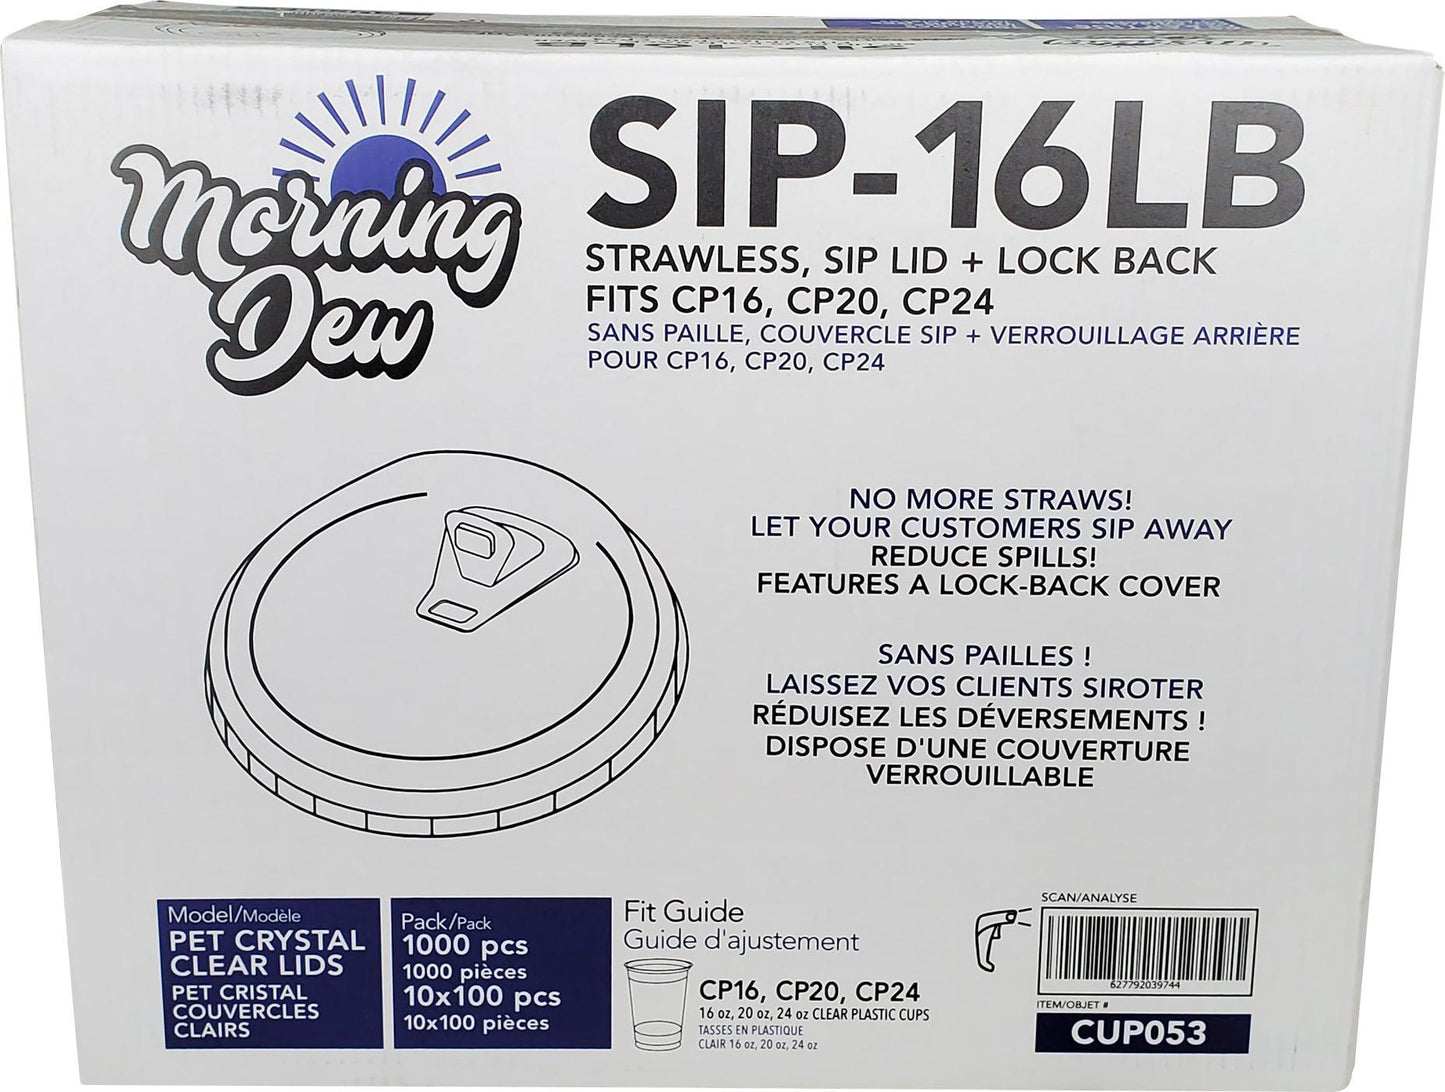 Morning
Dew
SIP-16LB
STRAWLESS, SIP LID + LOCK BACK
FITS CP16, CP20, CP24
SANS PAILLE, COUVERCLE SIP + VERROUILLAGE ARRIÈRE
POUR CP16, CP20, CP24
NO MORE STRAWS!
LET YOUR CUSTOMERS SIP AWAY
REDUCE SPILLS!
FEATURES A LOCK-BACK COVER
SANS PAILLES !
LAISSEZ VOS CLIENTS SIROTER
RÉDUISEZ LES DÉVERSEMENTS !
DISPOSE D'UNE COUVERTURE
VERROUILLABLE
Model/Modèle
PET CRYSTAL
CLEAR LIDS
PET CRISTAL
COUVERCLES
CLAIRS
Pack/Pack
1000 pcs
1000 pièces
10x100 pcs
10x100 pièces
Fit Guide
Guide d'ajustement
CP16, CP20, CP24
16 oz, 20 oz, 24 oz CLEAR PLASTIC CUPS
TASSES EN PLASTIQUE
CLAIR 16 oz, 20 oz, 24 oz
SCAN/ANALYSE
627792039744
ITEM/OBJET #
CUP053